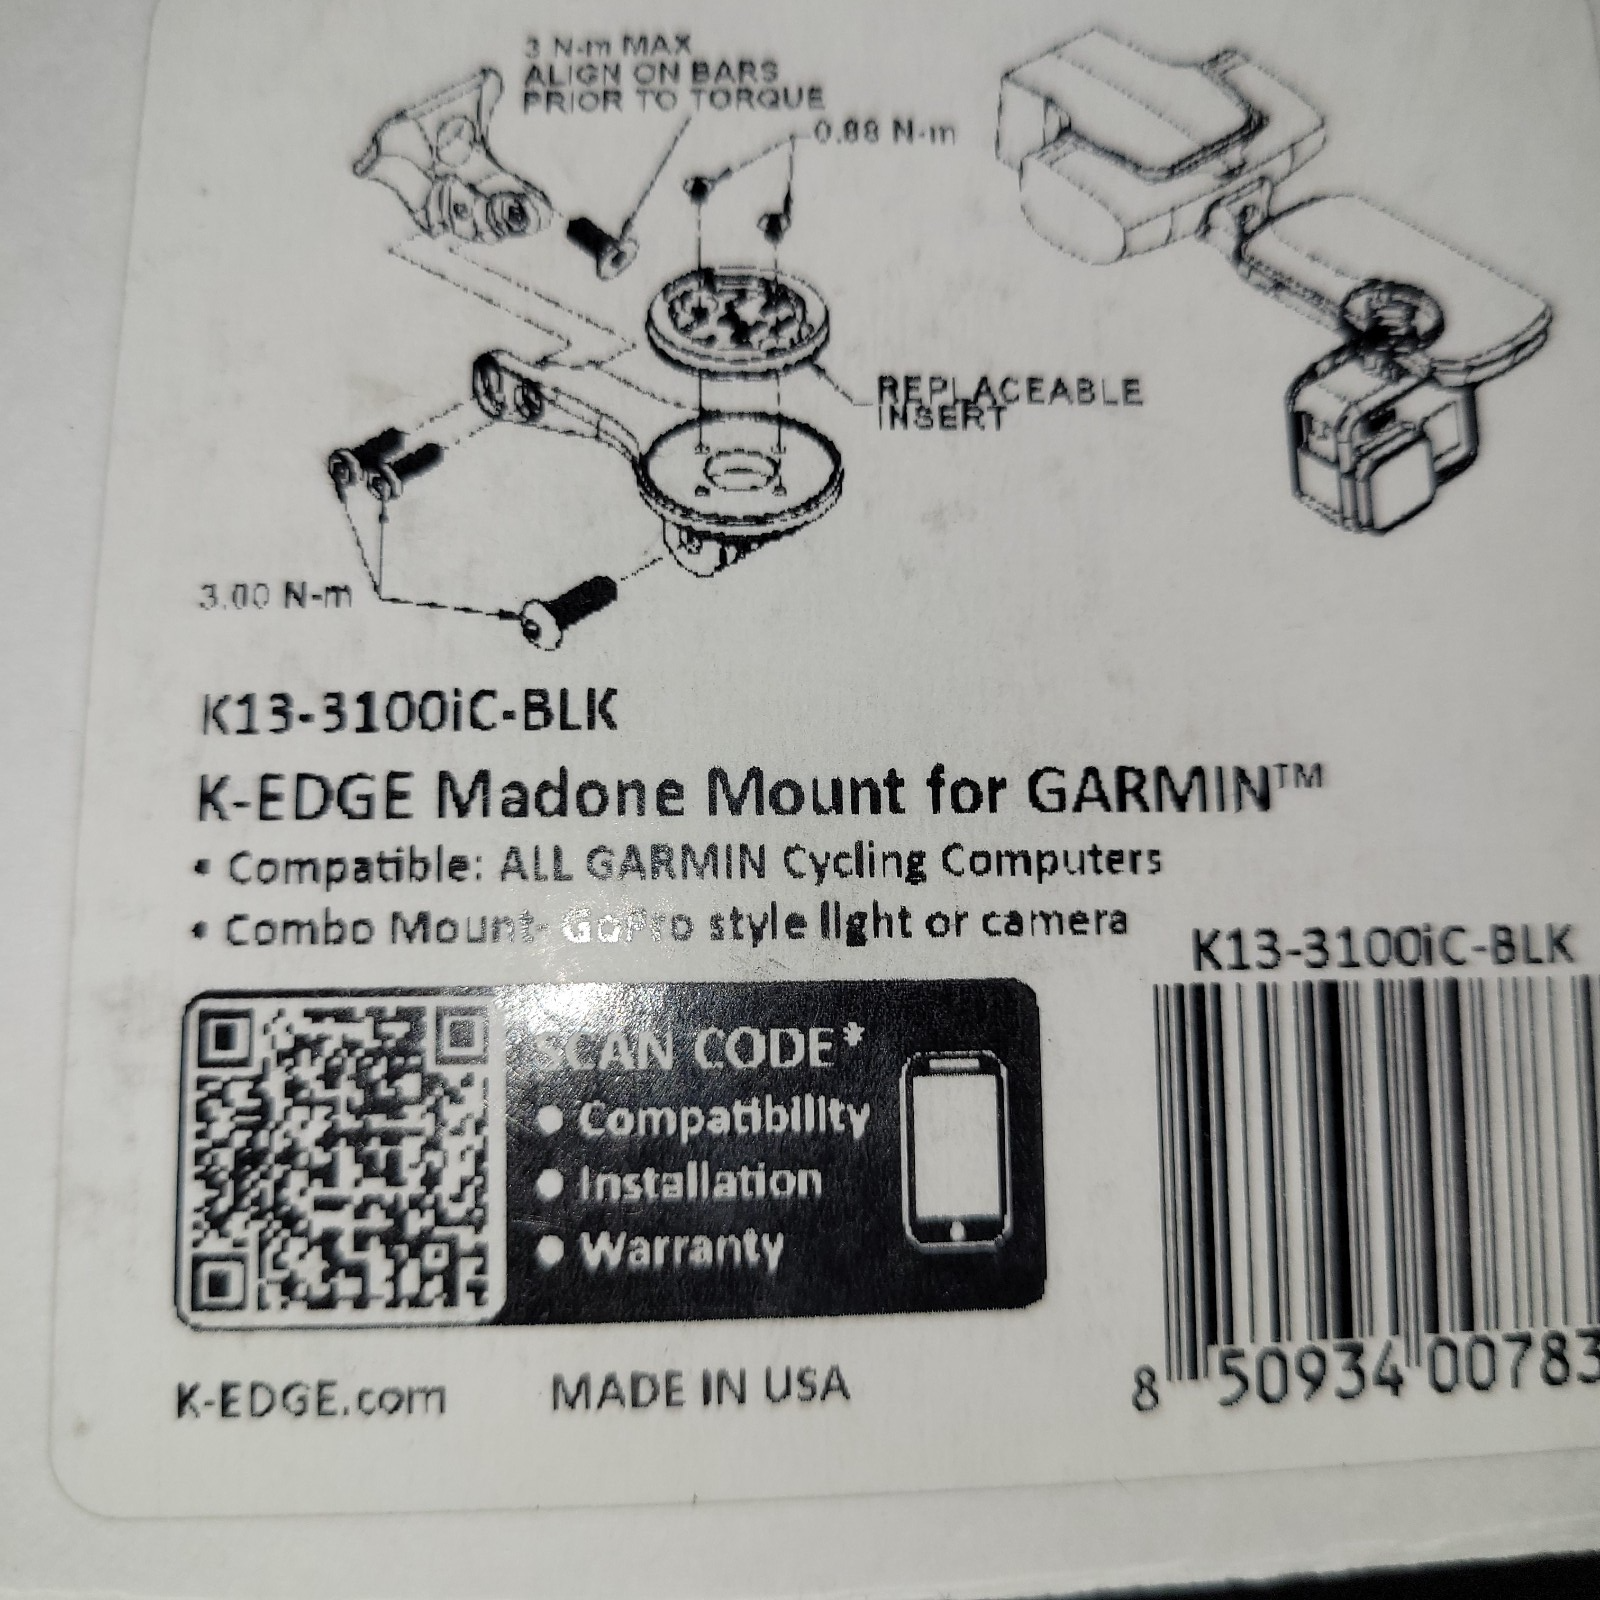 3 N-m MAX
ALIGN ON BARS
PRIOR TO TORQUE
0.88 N-m
REPLACEABLE
INSERT
3.00 N-m
K13-3100iC-BLK
K-EDGE Madone Mount for GARMIN™
• Compatible: ALL GARMIN Cycling Computers
• Combo Mount- GoPro style light or camera
K13-3100iC-BLK
SCAN CODE*
• Compatibility
• Installation
• Warranty
8 50934 00783
K-EDGE.com MADE IN USA